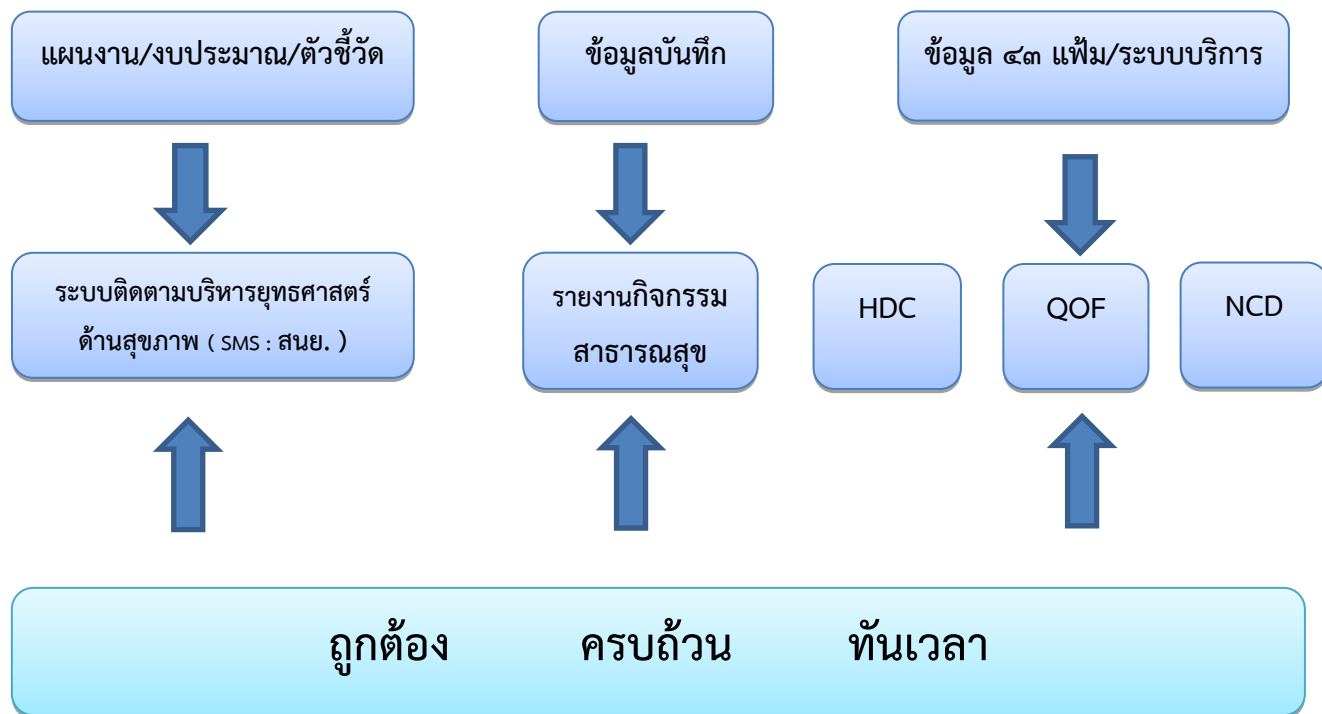 แผนงาน/งบประมาณ/ตัวชี้วัด
ข้อมูลบันทึก
ข้อมูล ๔๓ แฟ้ม/ระบบบริการ
ระบบติดตามบริหารยุทธศาสตร์
ด้านสุขภาพ ( SMS : สนย. )
รายงานกิจกรรม
สาธารณสุข
HDC
QOF
NCD
ถูกต้อง ครบถ้วน ทันเวลา